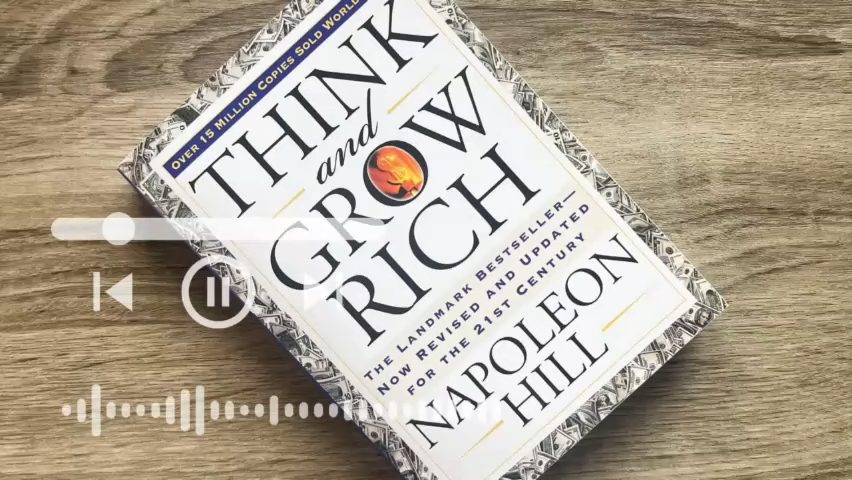 OVER 15 MILLION COPIES SOLD WORLD
THINK
and
GROW
RICH
THE LANDMARK BESTSELLER—
NOW REVISED AND UPDATED
FOR THE 21ST CENTURY
NAPOLEON
HILL